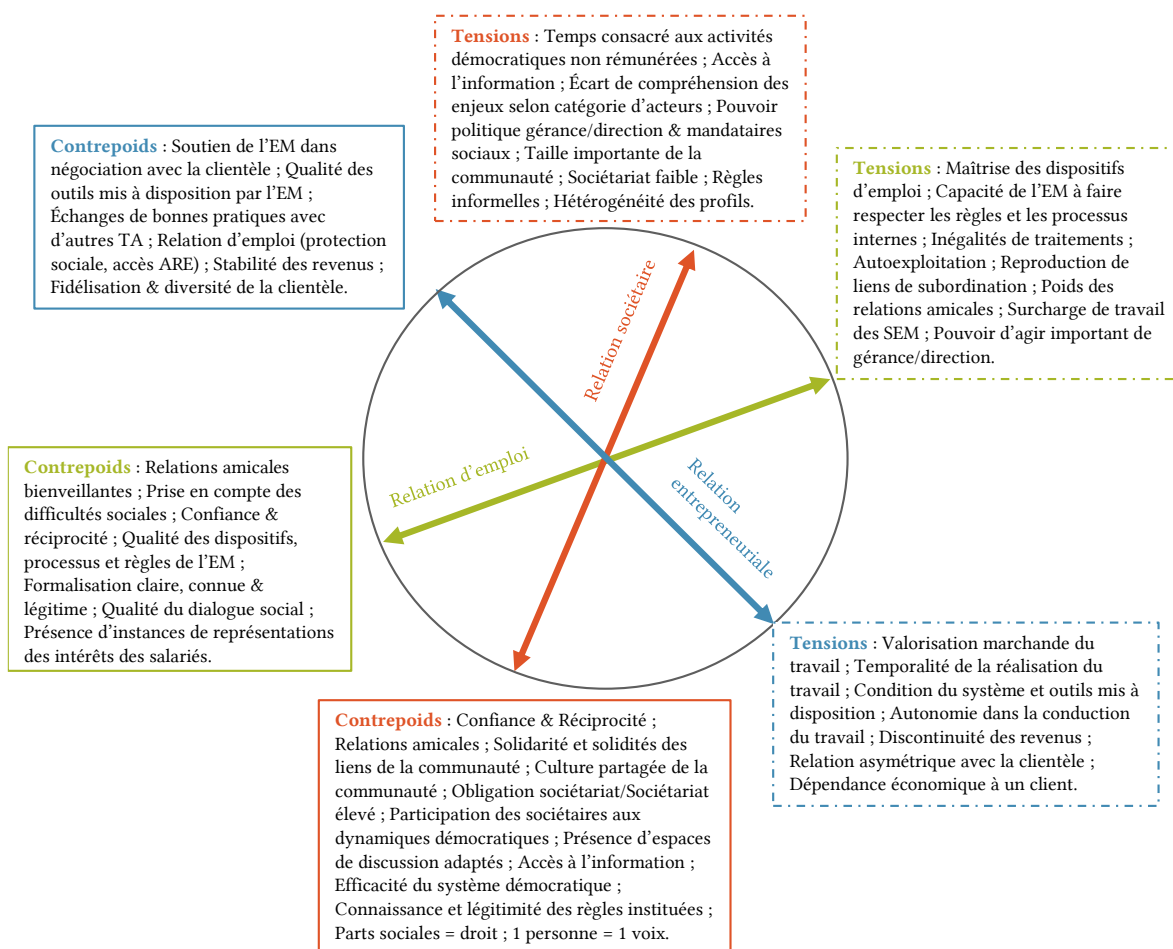 Tensions : Temps consacré aux activités
démocratiques non rémunérées ; Accès à
l’information ; Écart de compréhension des
enjeux selon catégorie d’acteurs ; Pouvoir
politique gérance/direction & mandataires
sociaux ; Taille importante de la
communauté ; Sociétariat faible ; Règles
informelles ; Hétérogénéité des profils.
Contrepoids : Soutien de l’EM dans
négociation avec la clientèle ; Qualité des
outils mis à disposition par l’EM ;
Échanges de bonnes pratiques avec
d’autres TA ; Relation d’emploi (protection
sociale, accès ARE) ; Stabilité des revenus ;
Fidélisation & diversité de la clientèle.
Tensions : Maîtrise des dispositifs
d’emploi ; Capacité de l’EM à faire
respecter les règles et les processus
internes ; Inégalités de traitements ;
Autoexploitation ; Reproduction de
liens de subordination ; Poids des
relations amicales ; Surcharge de travail
des SEM ; Pouvoir d’agir important de
gérance/direction.
Relation sociétaire
Relation d’emploi
Relation
entrepreneuriale
Contrepoids : Relations amicales
bienveillantes ; Prise en compte des
difficultés sociales ; Confiance &
réciprocité ; Qualité des dispositifs,
processus et règles de l’EM ;
Formalisation claire, connue &
légitime ; Qualité du dialogue social ;
Présence d’instances de représentations
des intérêts des salariés.
Tensions : Valorisation marchande du
travail ; Temporalité de la réalisation du
travail ; Condition du système et outils mis à
disposition ; Autonomie dans la conduction
du travail ; Discontinuité des revenus ;
Relation asymétrique avec la clientèle ;
Dépendance économique à un client.
Contrepoids : Confiance & Réciprocité ;
Relations amicales ; Solidarité et solidités des
liens de la communauté ; Culture partagée de la
communauté ; Obligation sociétariat/Sociétariat
élevé ; Participation des sociétaires aux
dynamiques démocratiques ; Présence d’espaces
de discussion adaptés ; Accès à l’information ;
Efficacité du système démocratique ;
Connaissance et légitimité des règles instituées ;
Parts sociales = droit ; 1 personne = 1 voix.